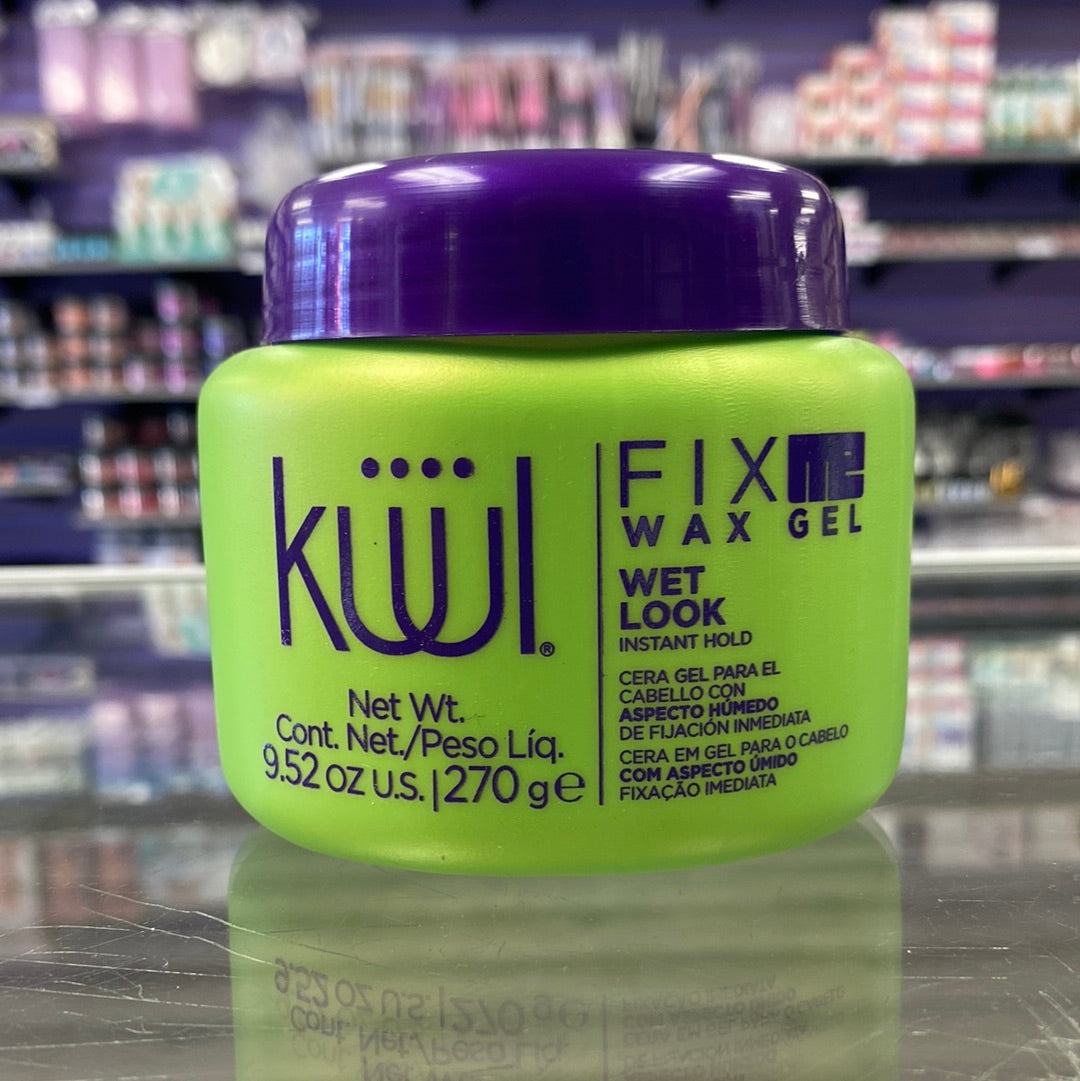 küül®
Net Wt.
Cont. Net./Peso Líq.
9.52 OZ U.S. | 270 g e
FIX me
WAX GEL
WET
LOOK
INSTANT HOLD
CERA GEL PARA EL
CABELLO CON
ASPECTO HÚMEDO
DE FIJACIÓN INMEDIATA
CERA EM GEL PARA O CABELO
COM ASPECTO ÚMIDO
FIXAÇÃO IMEDIATA